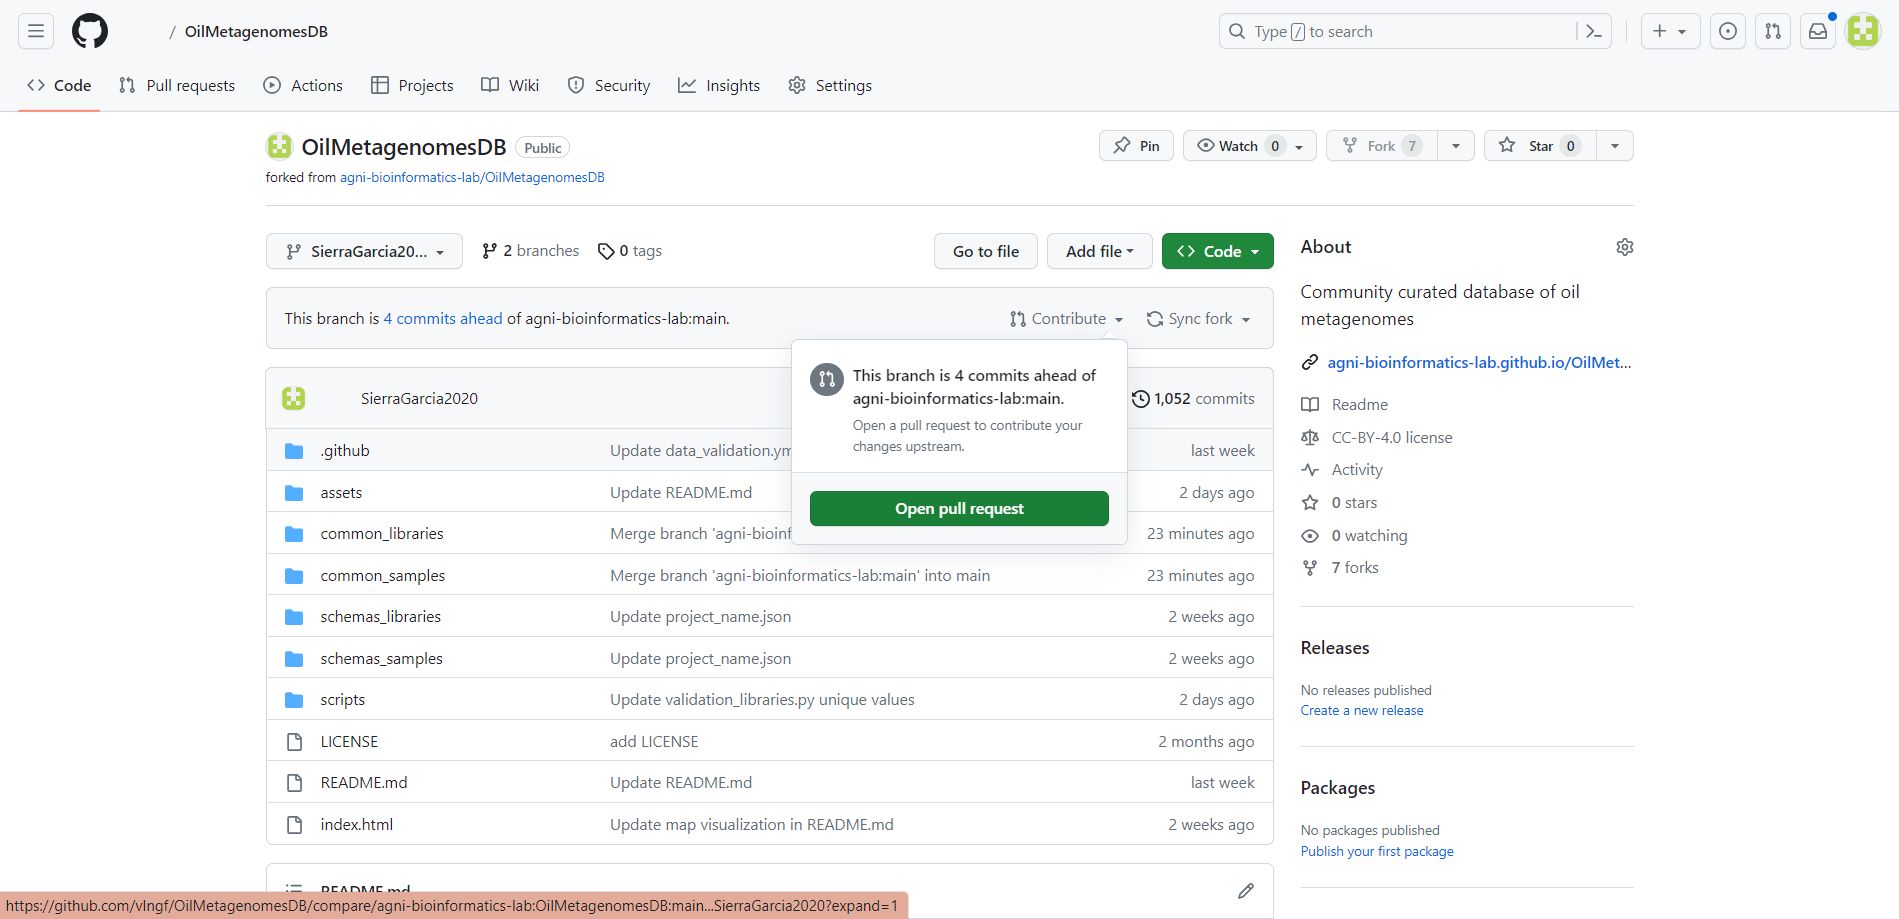 / OilMetagenomesDB
Type / to search
Code
Pull requests
Actions
Projects
Wiki
Security
Insights
Settings
OilMetagenomesDB Public
forked from agni-bioinformatics-lab/OilMetagenomesDB
Pin
Watch 0
Fork 7
Star 0
SierraGarcia20...
2 branches
0 tags
Go to file
Add file
Code
This branch is 4 commits ahead of agni-bioinformatics-lab:main.
Contribute
Sync fork
This branch is 4 commits ahead of
agni-bioinformatics-lab:main.
Open a pull request to contribute your
changes upstream.
Open pull request
SierraGarcia2020
1,052 commits
.github Update data_validation.ym last week
assets Update README.md 2 days ago
common_libraries Merge branch 'agni-bioinf 23 minutes ago
common_samples Merge branch 'agni-bioinformatics-lab:main' into main 23 minutes ago
schemas_libraries Update project_name.json 2 weeks ago
schemas_samples Update project_name.json 2 weeks ago
scripts Update validation_libraries.py unique values 2 days ago
LICENSE add LICENSE 2 months ago
README.md Update README.md last week
index.html Update map visualization in README.md 2 weeks ago
README.md
About
Community curated database of oil
metagenomes
agni-bioinformatics-lab.github.io/OilMet...
Readme
CC-BY-4.0 license
Activity
0 stars
0 watching
7 forks
Releases
No releases published
Create a new release
Packages
No packages published
Publish your first package
https://github.com/vlngf/OilMetagenomesDB/compare/agni-bioinformatics-lab:OilMetagenomesDB:main...SierraGarcia2020?expand=1